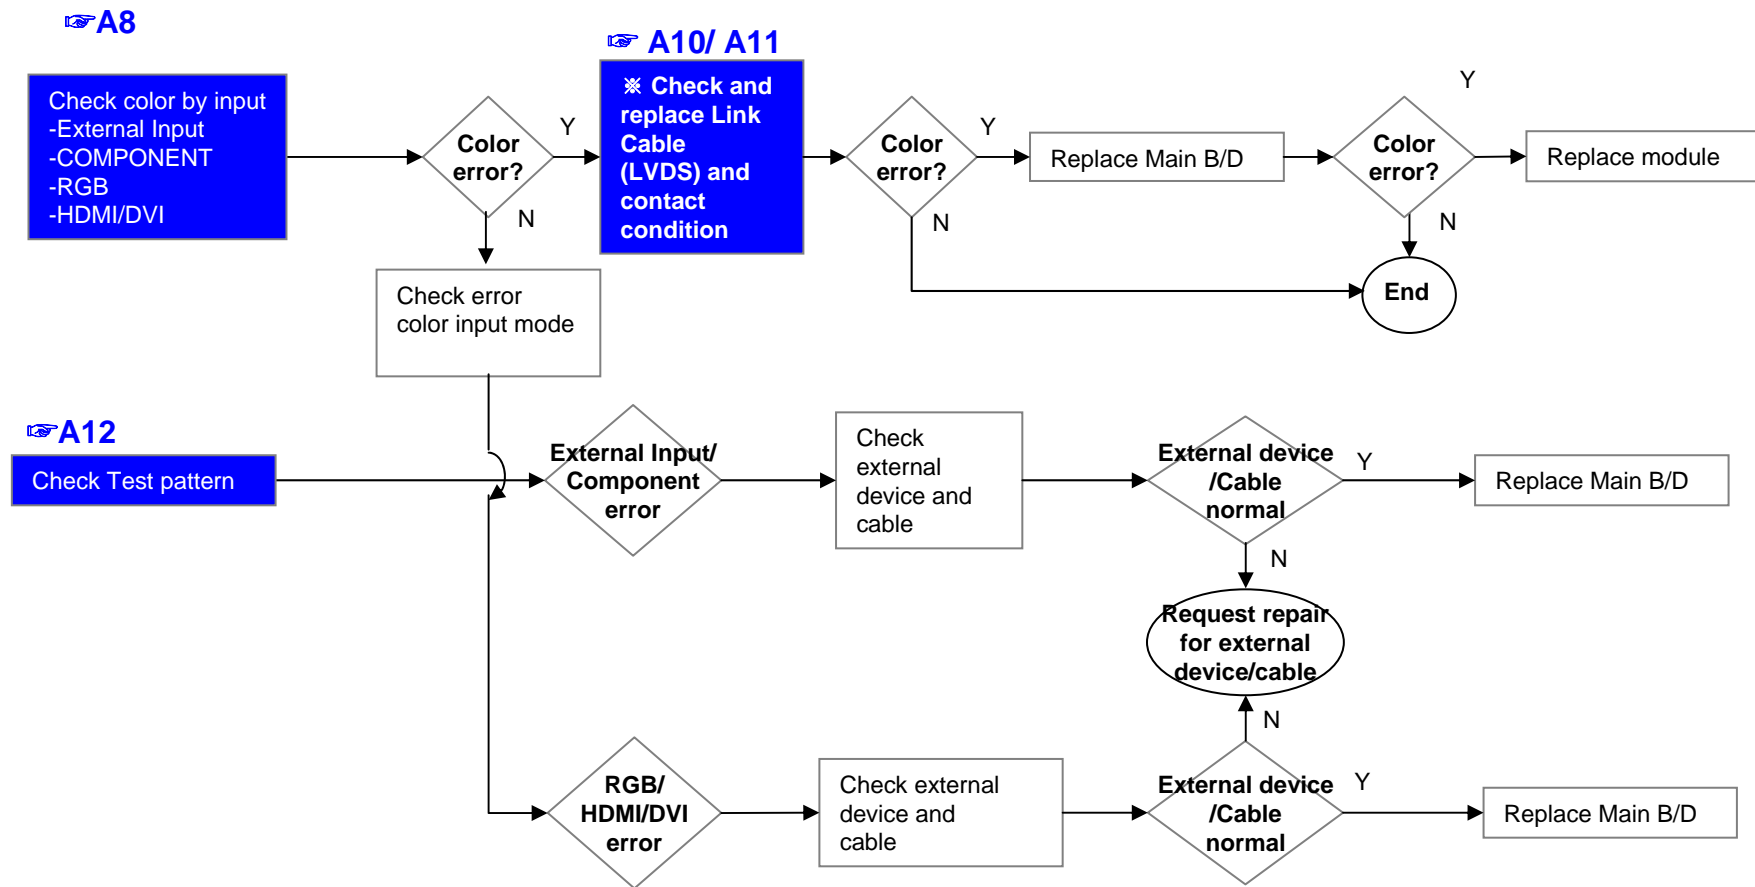 ☞A8
☞ A10/ A11
Check color by input
-External Input
-COMPONENT
-RGB
-HDMI/DVI
Color
error?
Y
N
※ Check and
replace Link
Cable
(LVDS) and
contact
condition
Color
error?
Y
N
Replace Main B/D
Color
error?
Y
N
Replace module
End
Check error
color input mode
☞A12
Check Test pattern
External Input/
Component
error
Check
external
device and
cable
External device
/Cable
normal
Y
N
Replace Main B/D
Request repair
for external
device/cable
N
RGB/
HDMI/DVI
error
Check external
device and
cable
External device
/Cable
normal
Y
Replace Main B/D